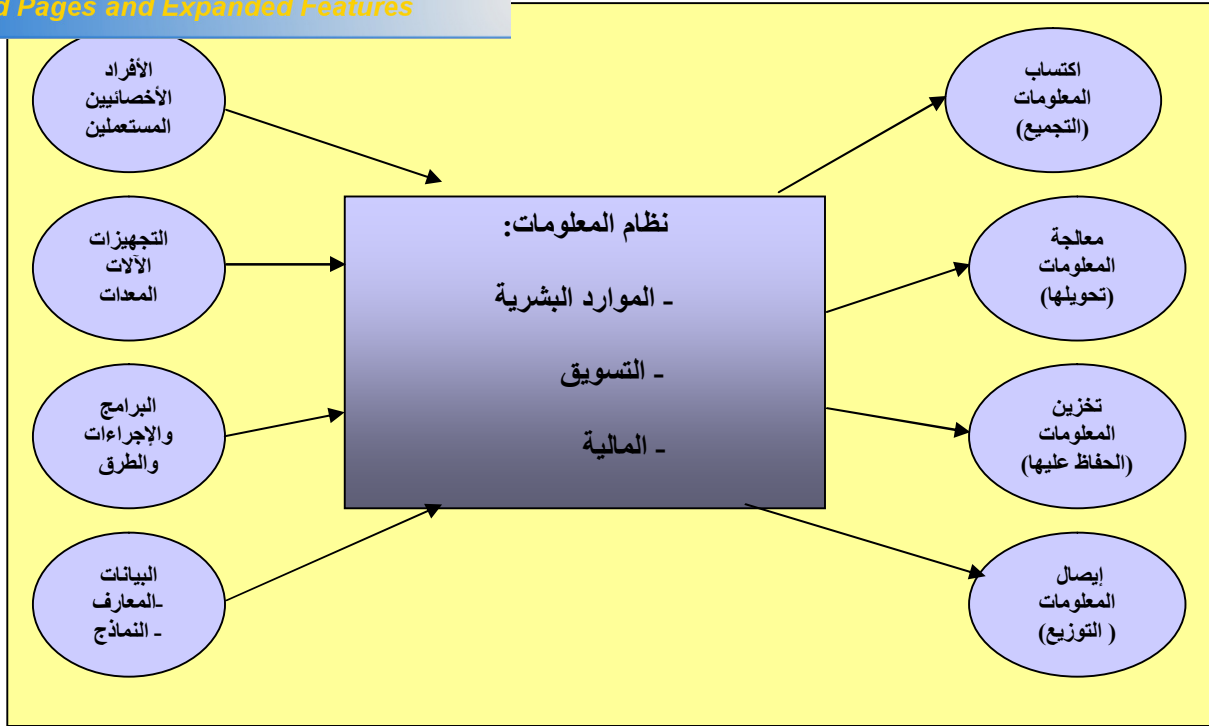 d Pages and Expanded Features
الأفراد
الأخصائيين
المستعملين
التجهيزات
الآلات
المعدات
البرامج
والإجراءات
والطرق
البيانات
-المعارف
- النماذج
نظام المعلومات:
- الموارد البشرية
- التسويق
- المالية
اكتساب
المعلومات
(التجميع)
معالجة
المعلومات
(تحويلها)
تخزين
المعلومات
(الحفاظ عليها)
إيصال
المعلومات
( التوزيع)